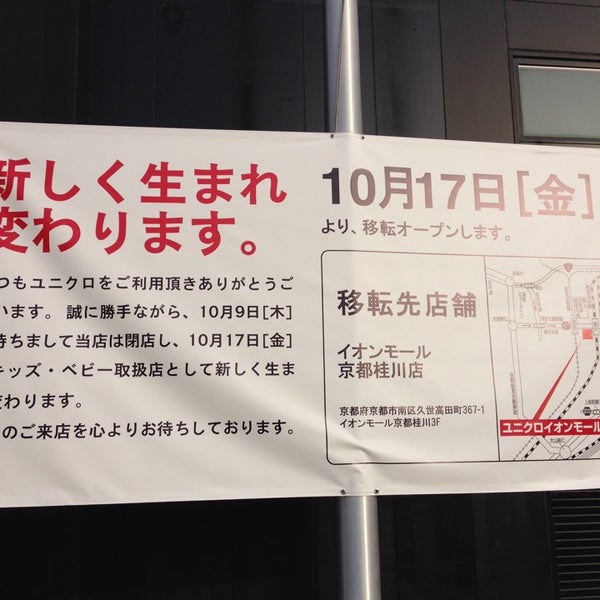 新しく生まれ
変わります。
つもユニクロをご利用頂きありがとうご
います。 誠に勝手ながら、10月9日[木]
待ちまして当店は閉店し、10月17日[金]
キッズ・ベビー取扱店として新しく生ま
変わります。
のご来店を心よりお待ちしております。
10月17日[金]
より、移転オープンします。
移転先店舗
イオンモール
京都桂川店
京都府京都市南区久世高田町367-1
イオンモール京都桂川3F
ユニクロイオンモール